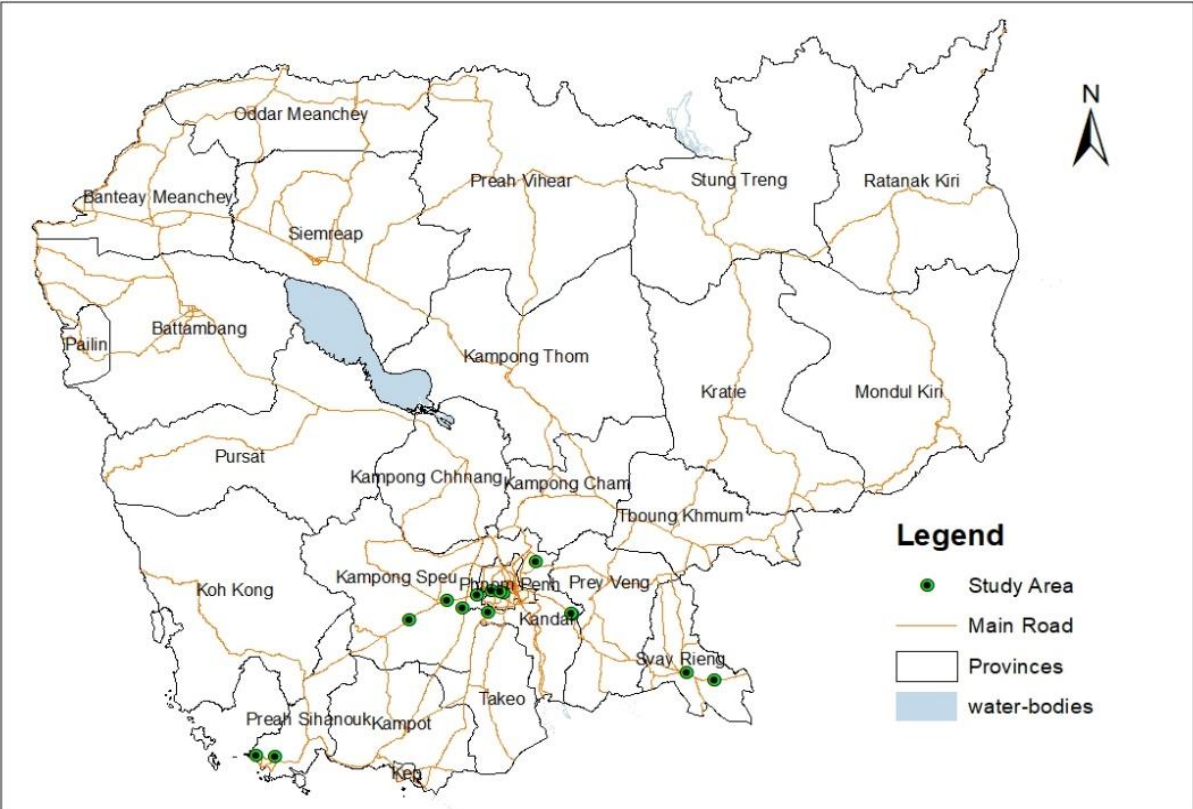 N
Oddar Meanchey
Preah Vihear
Stung Treng
Ratanak Kiri
Banteay Meanchey
Siemreap
Battambang
Pailin
Kampong Thom
Kratie
Mondul Kiri
Pursat
Kampong Chhnang
Kampong Cham
Tboung Khmum
Legend
Kampong Speu
Phnom Penh
Prey Veng
Study Area
Koh Kong
Kandal
Main Road
Svay Rieng
Provinces
Takeo
water-bodies
Preah Sihanouk
Kampot
Kep